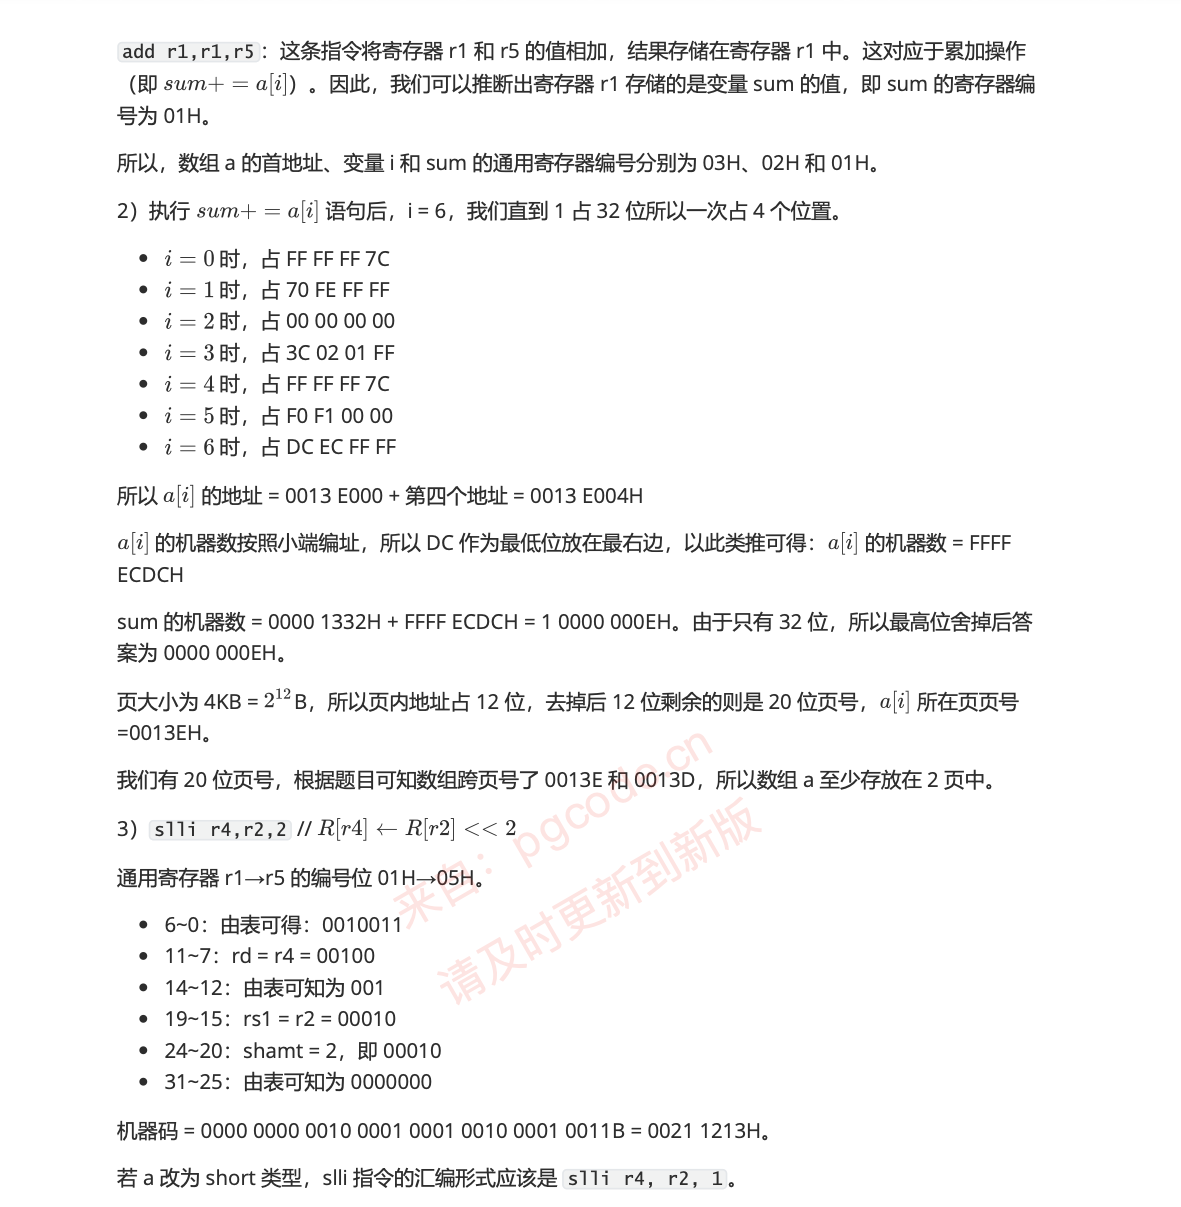 add r1,r1,r5：这条指令将寄存器 r1 和 r5 的值相加，结果存储在寄存器 r1 中。这对应于累加操作
（即 sum+ = a[i]）。因此，我们可以推断出寄存器 r1 存储的是变量 sum 的值，即 sum 的寄存器编
号为 01H。
所以，数组 a 的首地址、变量 i 和 sum 的通用寄存器编号分别为 03H、02H 和 01H。
2）执行 sum+ = a[i] 语句后，i = 6，我们直到 1 占 32 位所以一次占 4 个位置。
• i = 0 时，占 FF FF FF 7C
• i = 1 时，占 70 FE FF FF
• i = 2 时，占 00 00 00 00
• i = 3 时，占 3C 02 01 FF
• i = 4 时，占 FF FF FF 7C
• i = 5 时，占 F0 F1 00 00
• i = 6 时，占 DC EC FF FF
所以 a[i] 的地址 = 0013 E000 + 第四个地址 = 0013 E004H
a[i] 的机器数按照小端编址，所以 DC 作为最低位放在最右边，以此类推可得：a[i] 的机器数 = FFFF
ECDCH
sum 的机器数 = 0000 1332H + FFFF ECDCH = 1 0000 000EH。由于只有 32 位，所以最高位舍掉后答
案为 0000 000EH。
页大小为 4KB = 2^12 B，所以页内地址占 12 位，去掉后 12 位剩余的则是 20 位页号，a[i] 所在页页号
=0013EH。
我们有 20 位页号，根据题目可知数组跨页号了 0013E 和 0013D，所以数组 a 至少存放在 2 页中。
3）slli r4,r2,2 // R[r4] ← R[r2] << 2
通用寄存器 r1→r5 的编号位 01H→05H。
• 6~0：由表可得：0010011
• 11~7：rd = r4 = 00100
• 14~12：由表可知为 001
• 19~15：rs1 = r2 = 00010
• 24~20：shamt = 2，即 00010
• 31~25：由表可知为 0000000
机器码 = 0000 0000 0010 0001 0001 0010 0001 0011B = 0021 1213H。
若 a 改为 short 类型，slli 指令的汇编形式应该是 slli r4, r2, 1。
来自：pgcode.cn
请及时更新到新版